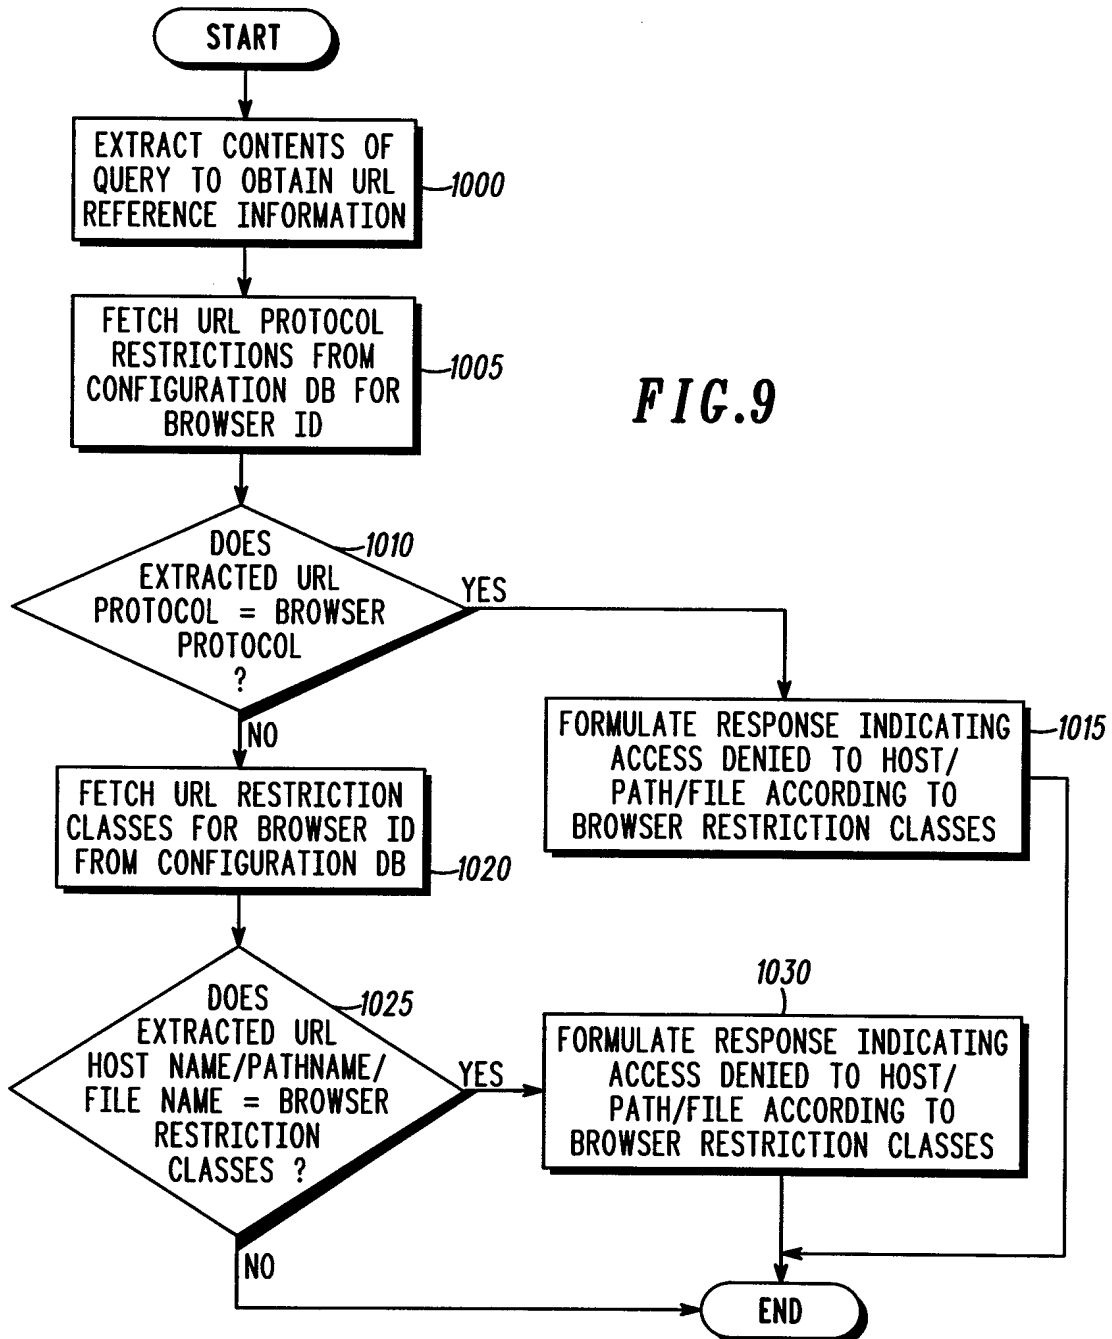 START
EXTRACT CONTENTS OF
QUERY TO OBTAIN URL
REFERENCE INFORMATION
1000
FETCH URL PROTOCOL
RESTRICTIONS FROM
CONFIGURATION DB FOR
BROWSER ID
1005
FIG.9
DOES
EXTRACTED URL
PROTOCOL = BROWSER
PROTOCOL
?
1010
YES
NO
FORMULATE RESPONSE INDICATING
ACCESS DENIED TO HOST/
PATH/FILE ACCORDING TO
BROWSER RESTRICTION CLASSES
1015
FETCH URL RESTRICTION
CLASSES FOR BROWSER ID
FROM CONFIGURATION DB
1020
DOES
EXTRACTED URL
HOST NAME/PATHNAME/
FILE NAME = BROWSER
RESTRICTION
CLASSES ?
1025
YES
NO
1030
FORMULATE RESPONSE INDICATING
ACCESS DENIED TO HOST/
PATH/FILE ACCORDING TO
BROWSER RESTRICTION CLASSES
END